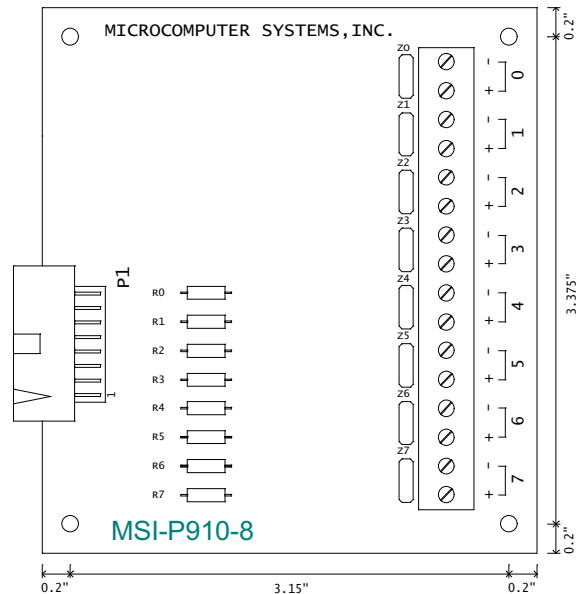 MICROCOMPUTER SYSTEMS,INC.
0.2"
Z0
-
+
0
Z1
-
+
1
Z2
-
+
2
Z3
-
+
3
P1
1
R0
Z4
-
+
4
3.375"
R1
R2
Z5
-
+
5
R3
R4
Z6
-
+
6
R5
R6
Z7
-
+
7
R7
MSI-P910-8
0.2"
0.2"
3.15"
0.2"